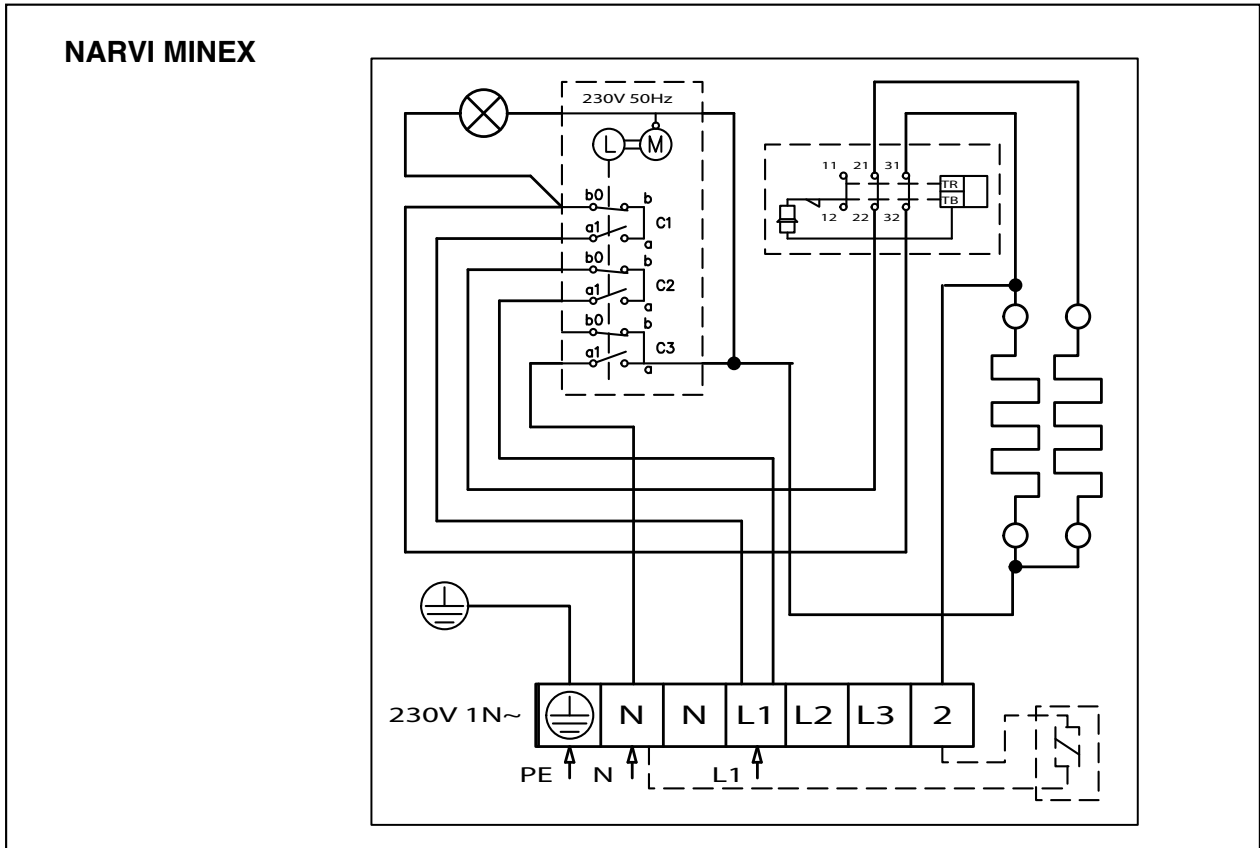 NARVI MINEX
230V 50Hz
L M
11 21 31
TR
TB
12 22 32
b0 b
C1
a1 a
b0 b
C2
a1 a
b0 b
C3
a1 a
230V 1N~ N N L1 L2 L3 2
PE N L1